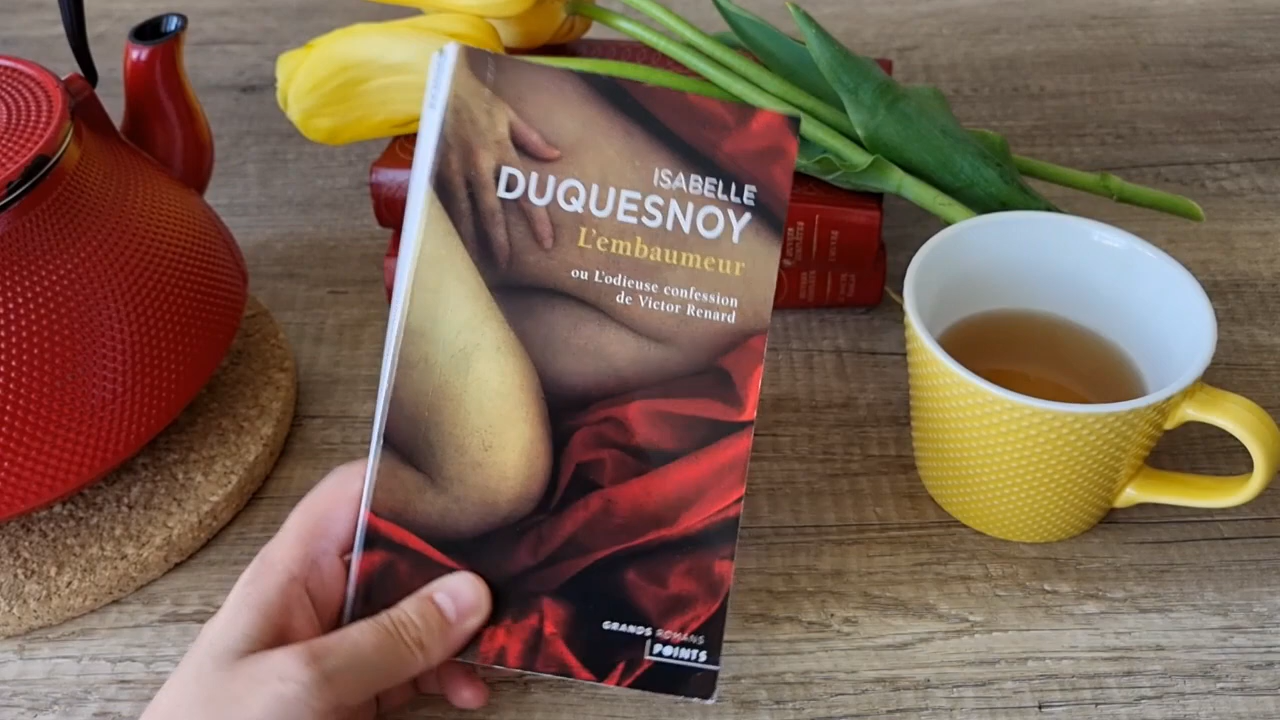 ISABELLE
DUQUESNOY
L'embaumeur
ou L'odieuse confession
de Victor Renard
GRANDS ROMANS
POINTS